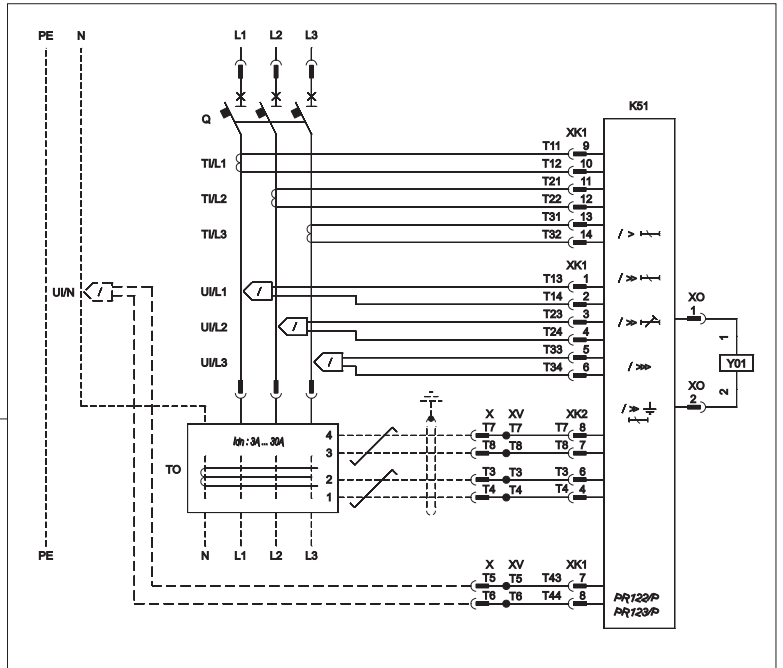 PE N L1 L2 L3
K51
Q
XK1
T11 9
TI/L1 T12 10
T21 11
TI/L2 T22 12
T31 13
TI/L3 T32 14
/ >
XK1
/ >>
UI/N UI/L1 / T13 1
/ T14 2
XO
1
UI/L2 / T23 3
T24 4
/ >>
1
UI/L3 / T33 5
T34 6
/ >>>
Y01
2
XO
2
/ >>
X XV XK2
Idn : 3A ... 30A 4 T7 T7 T7 8
3 T8 T8 T8 7
TO 2 T3 T3 T3 6
1 T4 T4 T4 4
PE N L1 L2 L3
X XV XK1
T5 T5 T43 7
T6 T6 T44 8
PR122/P
PR123/P